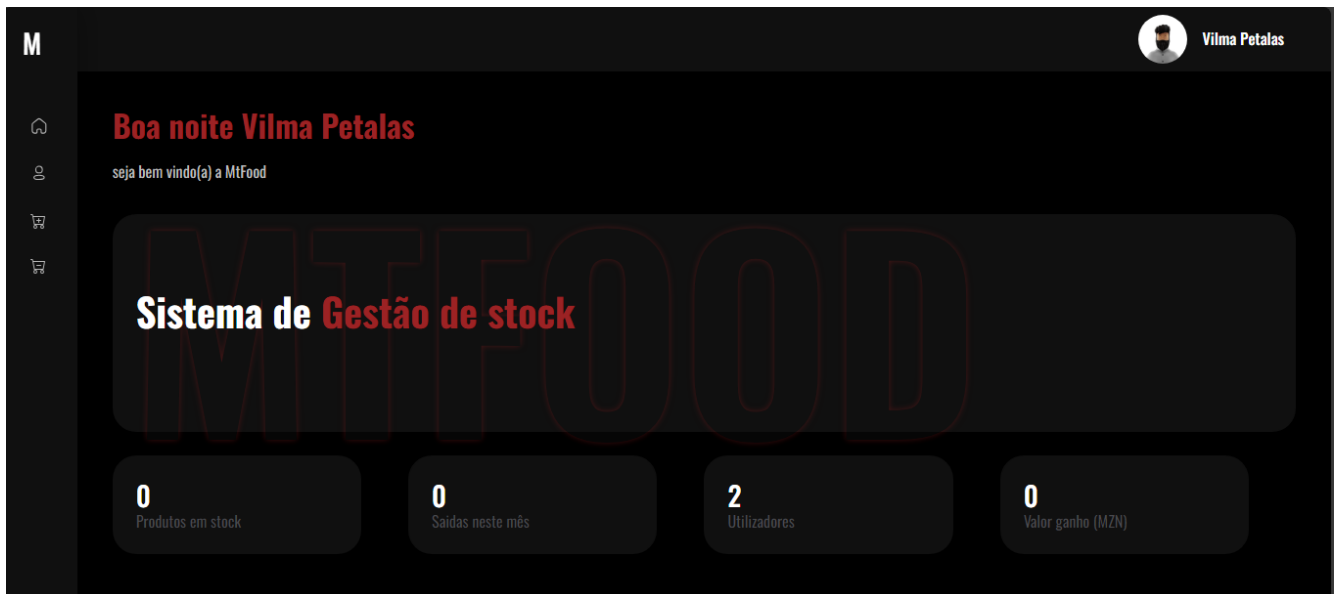 M
Vilma Petalas
Boa noite Vilma Petalas
seja bem vindo(a) a MtFood
MTFOOD
Sistema de Gestão de stock
0
Produtos em stock
0
Saidas neste mês
2
Utilizadores
0
Valor ganho (MZN)